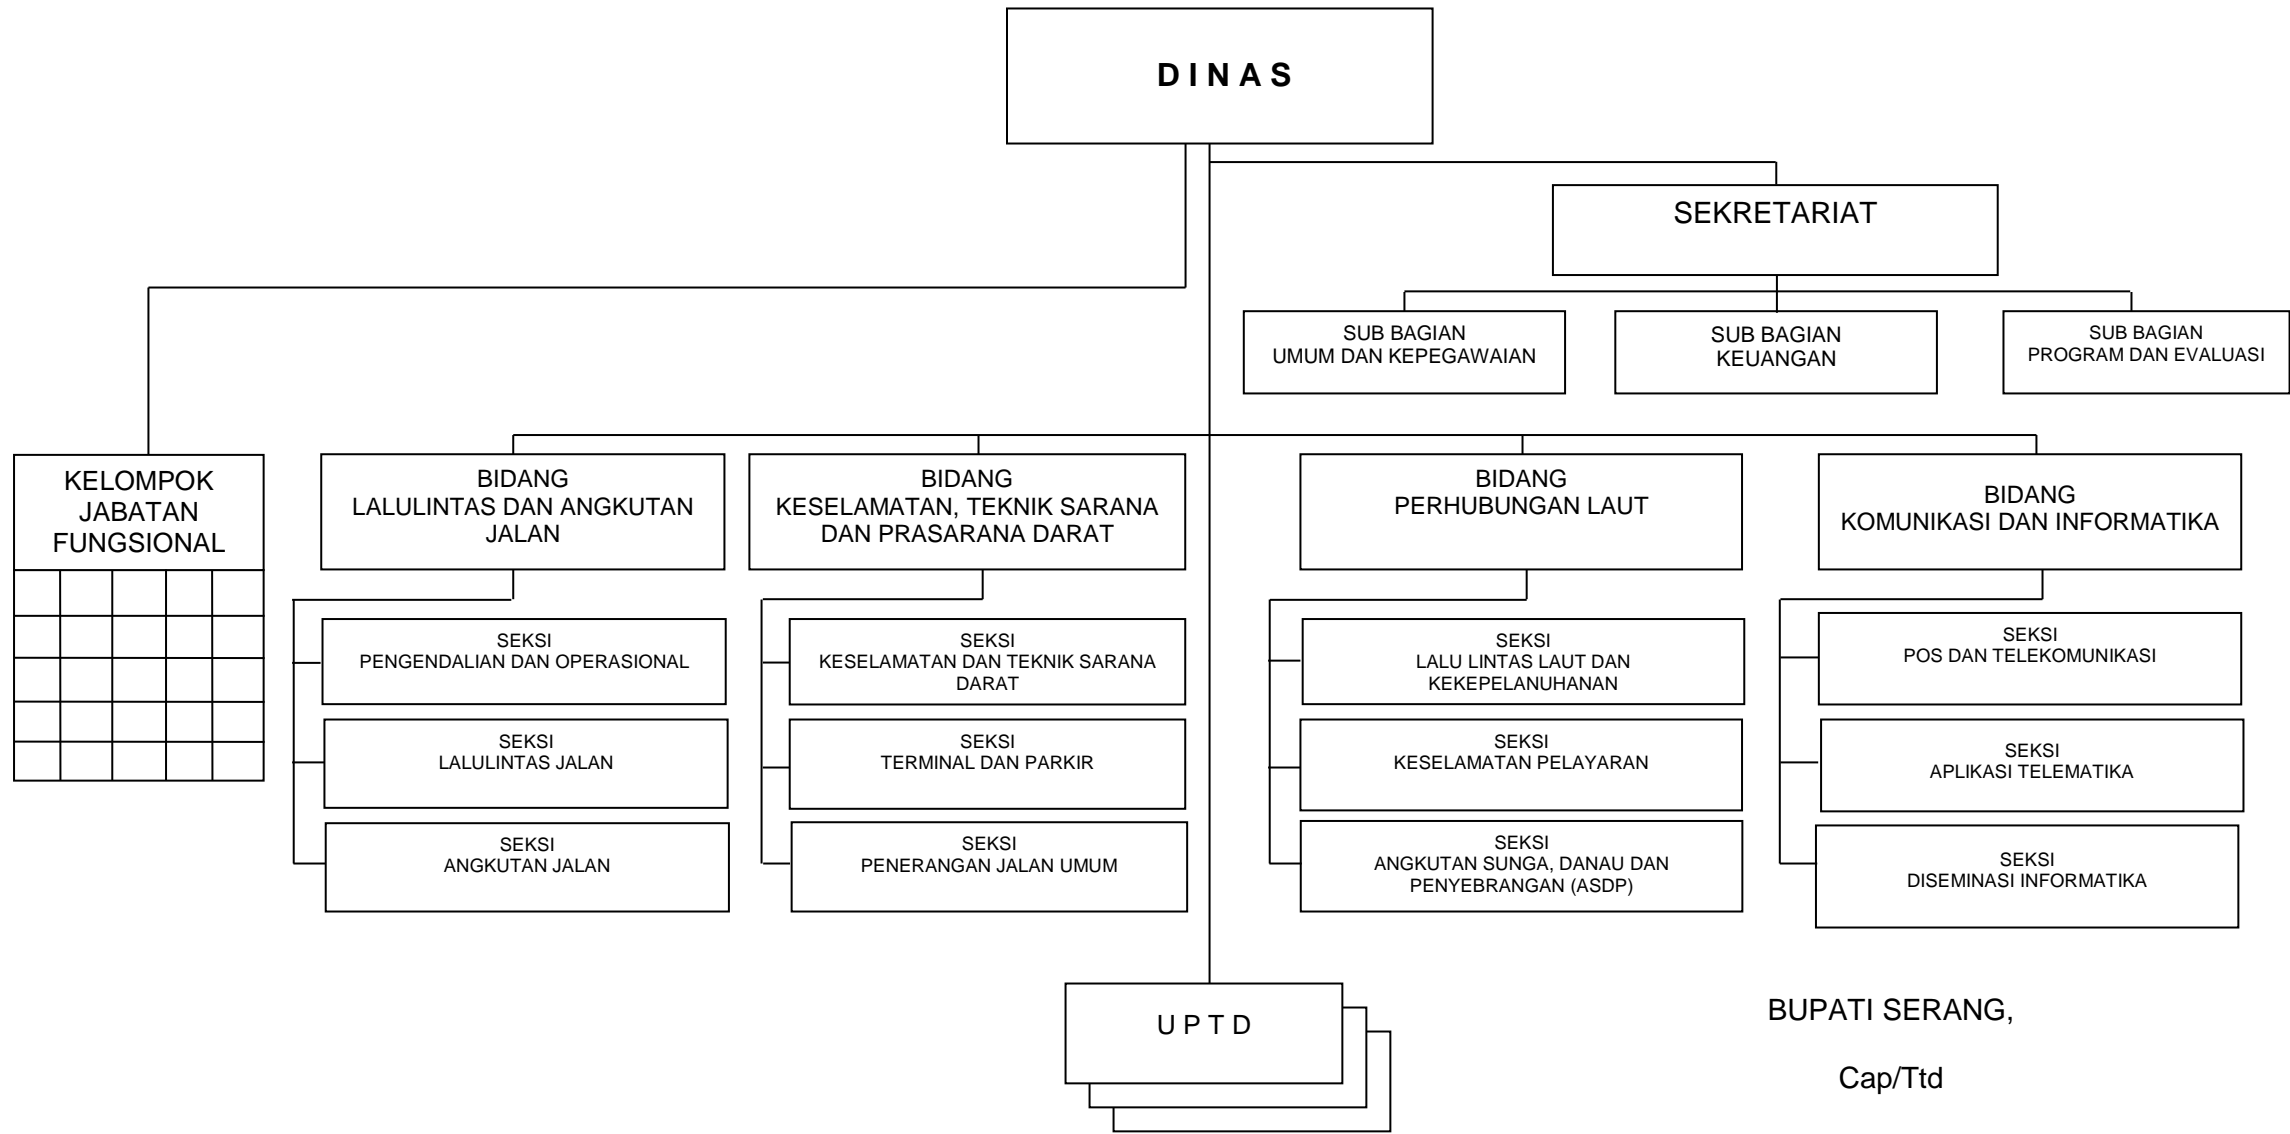 D I N A S
SEKRETARIAT
SUB BAGIAN
UMUM DAN KEPEGAWAIAN
SUB BAGIAN
KEUANGAN
SUB BAGIAN
PROGRAM DAN EVALUASI
KELOMPOK
JABATAN
FUNGSIONAL
BIDANG
LALULINTAS DAN ANGKUTAN
JALAN
BIDANG
KESELAMATAN, TEKNIK SARANA
DAN PRASARANA DARAT
BIDANG
PERHUBUNGAN LAUT
BIDANG
KOMUNIKASI DAN INFORMATIKA
SEKSI
PENGENDALIAN DAN OPERASIONAL
SEKSI
KESELAMATAN DAN TEKNIK SARANA
DARAT
SEKSI
LALU LINTAS LAUT DAN
KEKEPELANUHANAN
SEKSI
POS DAN TELEKOMUNIKASI
SEKSI
LALULINTAS JALAN
SEKSI
TERMINAL DAN PARKIR
SEKSI
KESELAMATAN PELAYARAN
SEKSI
APLIKASI TELEMATIKA
SEKSI
ANGKUTAN JALAN
SEKSI
PENERANGAN JALAN UMUM
SEKSI
ANGKUTAN SUNGA, DANAU DAN
PENYEBRANGAN (ASDP)
SEKSI
DISEMINASI INFORMATIKA
U P T D
BUPATI SERANG,
Cap/Ttd